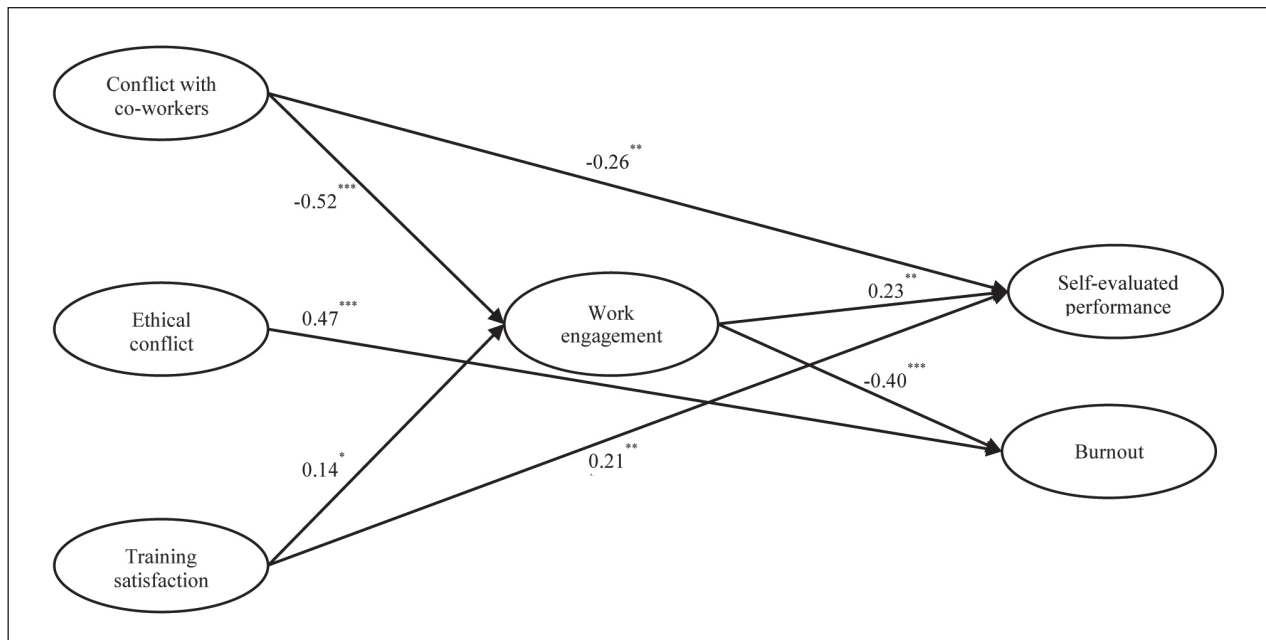 Conflict with
co-workers
-0.26**
-0.52***
Ethical
conflict
0.47***
Work
engagement
0.23**
Self-evaluated
performance
-0.40***
Burnout
0.14*
0.21**
Training
satisfaction